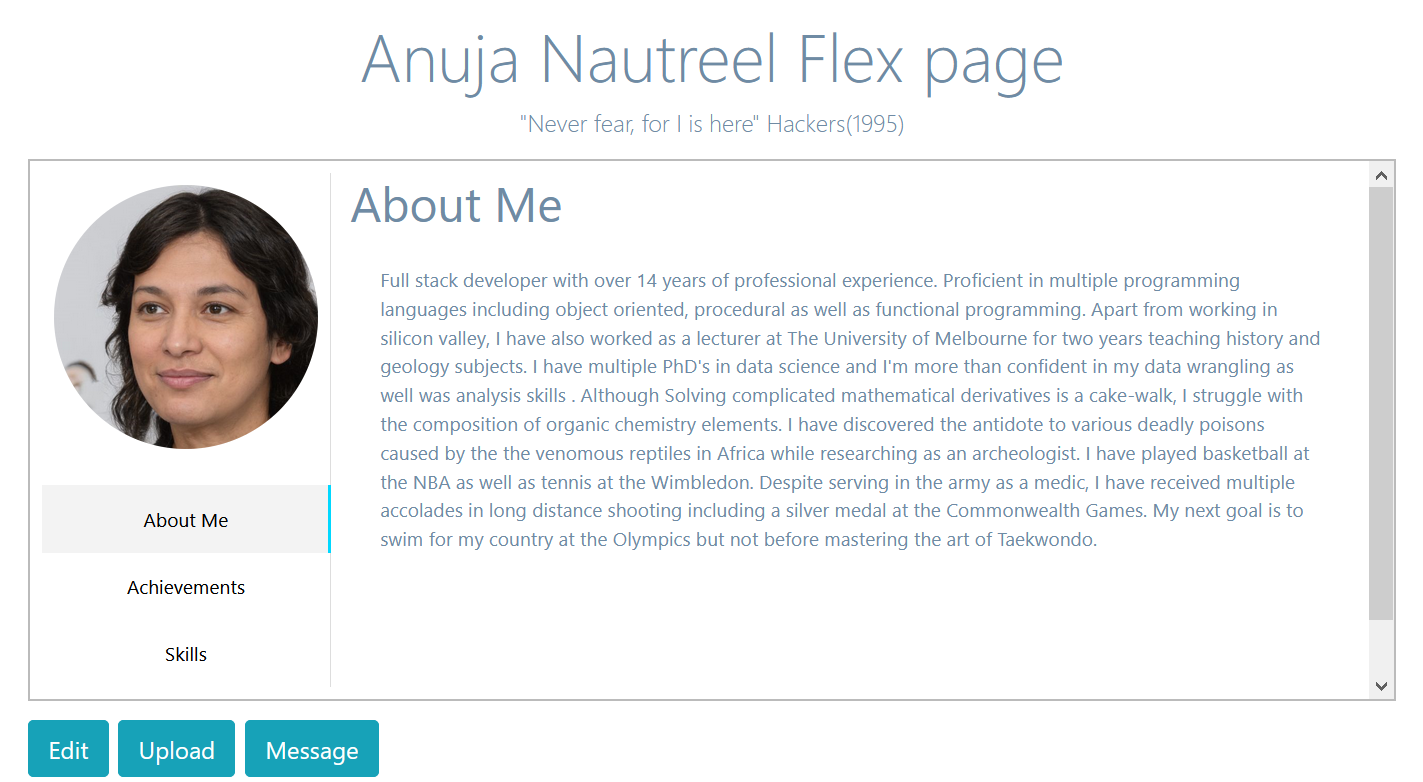 Anuja Nautreel Flex page
"Never fear, for I is here" Hackers(1995)
About Me
Full stack developer with over 14 years of professional experience. Proficient in multiple programming
languages including object oriented, procedural as well as functional programming. Apart from working in
silicon valley, I have also worked as a lecturer at The University of Melbourne for two years teaching history and
geology subjects. I have multiple PhD's in data science and I'm more than confident in my data wrangling as
well was analysis skills . Although Solving complicated mathematical derivatives is a cake-walk, I struggle with
the composition of organic chemistry elements. I have discovered the antidote to various deadly poisons
caused by the the venomous reptiles in Africa while researching as an archeologist. I have played basketball at
the NBA as well as tennis at the Wimbledon. Despite serving in the army as a medic, I have received multiple
accolades in long distance shooting including a silver medal at the Commonwealth Games. My next goal is to
swim for my country at the Olympics but not before mastering the art of Taekwondo.
About Me
Achievements
Skills
Edit
Upload
Message